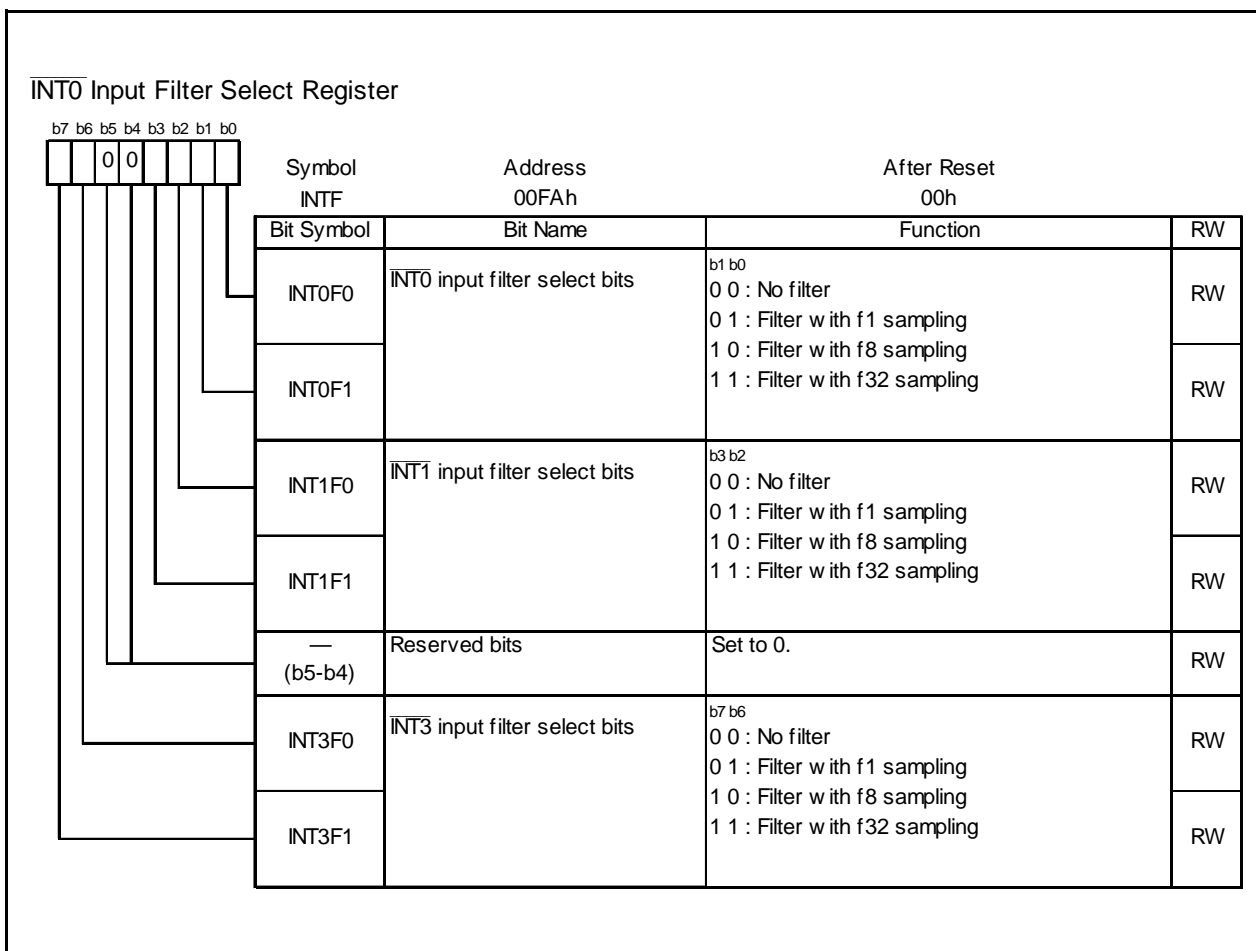 INT0 Input Filter Select Register
b7 b6 b5 b4 b3 b2 b1 b0
0 0
Symbol Address After Reset
INTF 00FAh 00h
Bit Symbol Bit Name Function RW
INT0F0 INT0 input filter select bits b1 b0 RW
0 0 : No filter
0 1 : Filter with f1 sampling
1 0 : Filter with f8 sampling
1 1 : Filter with f32 sampling
INT0F1 RW
INT1F0 INT1 input filter select bits b3 b2 RW
0 0 : No filter
0 1 : Filter with f1 sampling
1 0 : Filter with f8 sampling
1 1 : Filter with f32 sampling
INT1F1 RW
— Reserved bits Set to 0. RW
(b5-b4)
INT3F0 INT3 input filter select bits b7 b6 RW
0 0 : No filter
0 1 : Filter with f1 sampling
1 0 : Filter with f8 sampling
1 1 : Filter with f32 sampling
INT3F1 RW